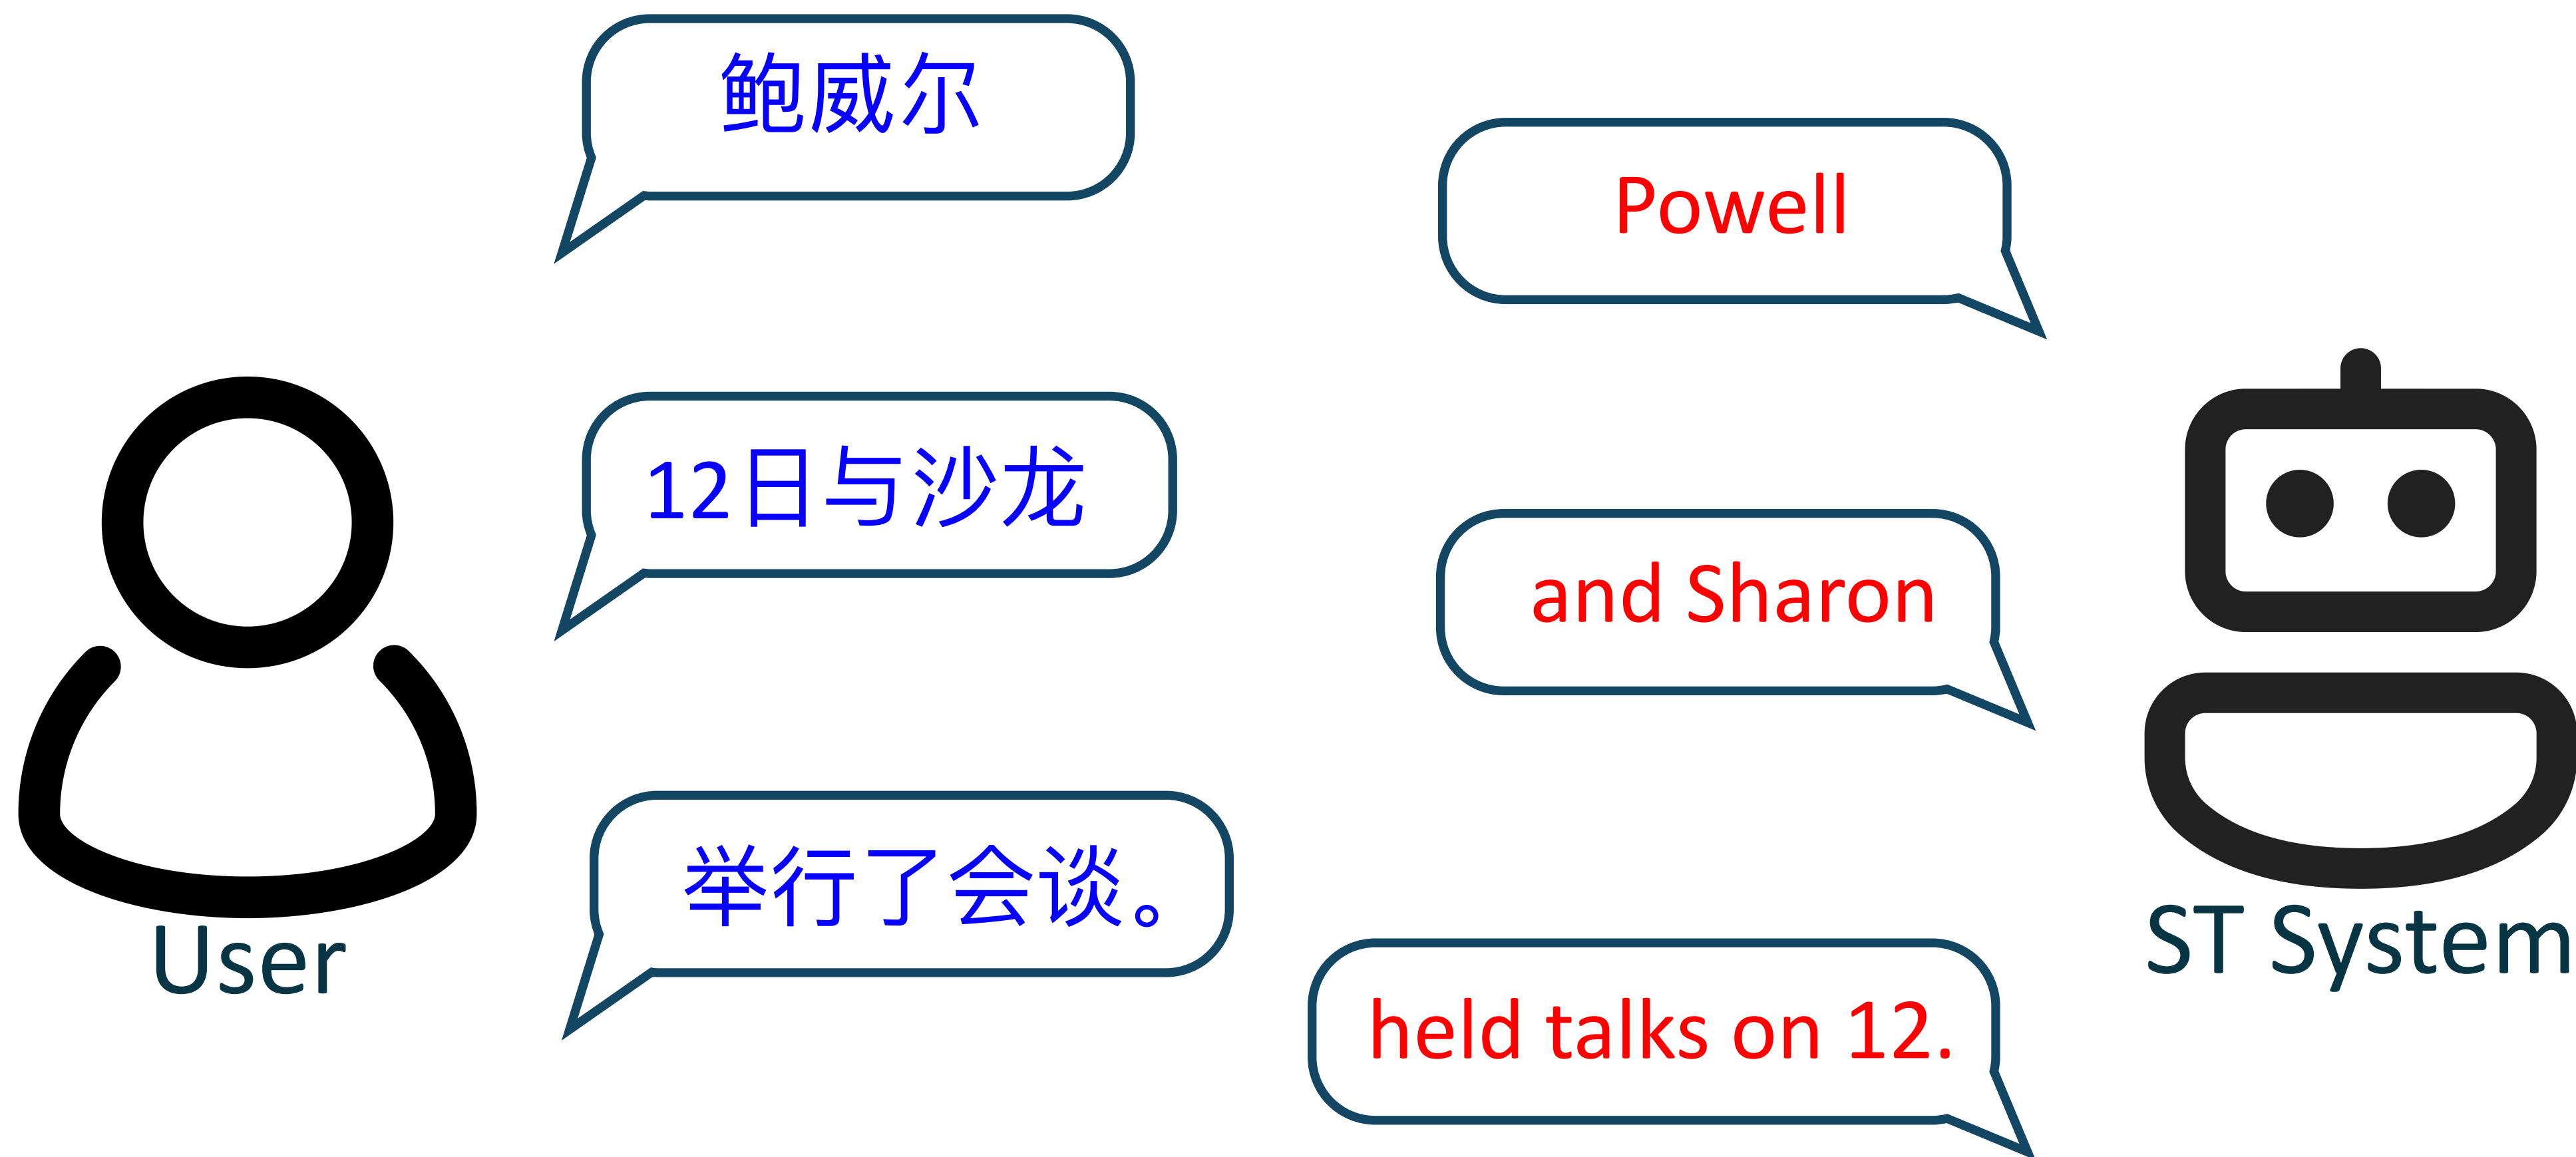 鲍威尔
Powell
12日与沙龙
and Sharon
举行了会谈。
held talks on 12.
User
ST System